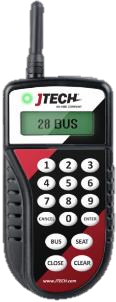 JTECH
AN HME COMPANY
28 BUS
1 2 3
4 5 6
7 8 9
CANCEL 0 ENTER
BUS SEAT
CLOSE CLEAR
www.JTECH.com